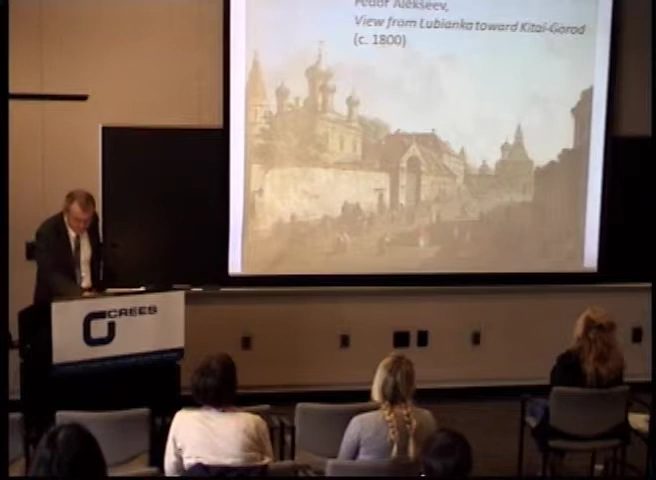 Fedor Alekseev,
View from Lubianka toward Kitai-Gorod
(c. 1800)
CREES